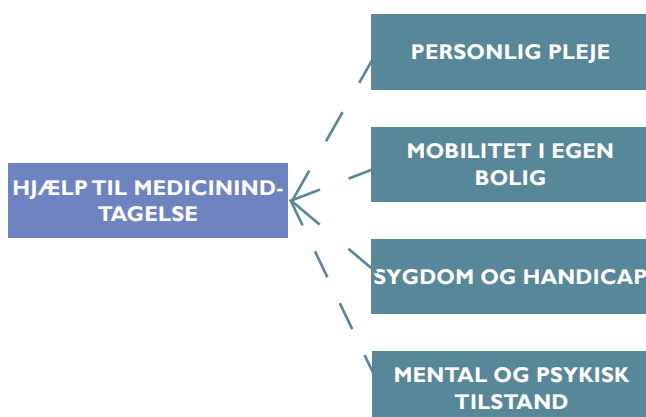 PERSONLIG PLEJE
MOBILITET I EGEN
BOLIG
HJÆLP TIL MEDICININD-
TAGELSE
SYGDOM OG HANDICAP
MENTAL OG PSYKISK
TILSTAND